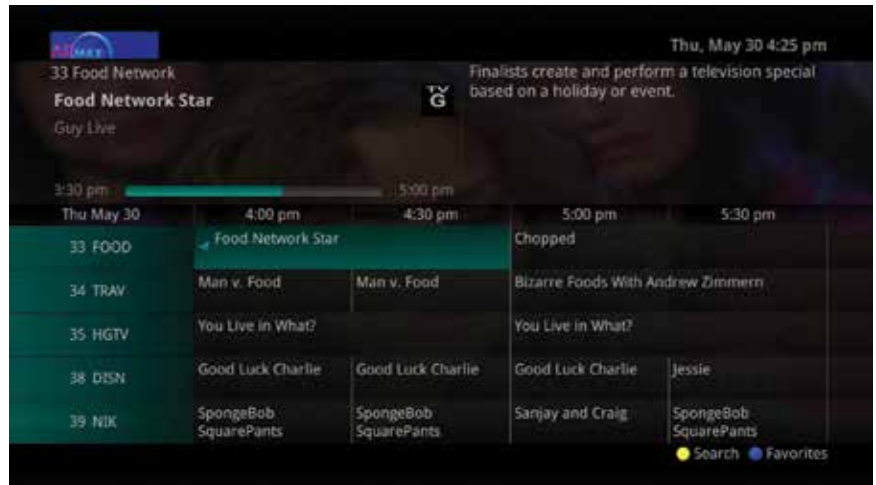 Thu, May 30 4:25 pm
33 Food Network
Food Network Star
Guy Live
TV G
Finalists create and perform a television special
based on a holiday or event.
3:30 pm 5:00 pm
Thu May 30 4:00 pm 4:30 pm 5:00 pm 5:30 pm
33 FOOD Food Network Star Chopped
34 TRAV Man v. Food Man v. Food Bizarre Foods With Andrew Zimmern
35 HGTV You Live in What? You Live in What?
38 DISN Good Luck Charlie Good Luck Charlie Good Luck Charlie Jessie
39 NIK SpongeBob SquarePants SpongeBob SquarePants Sanjay and Craig SpongeBob SquarePants
Search Favorites